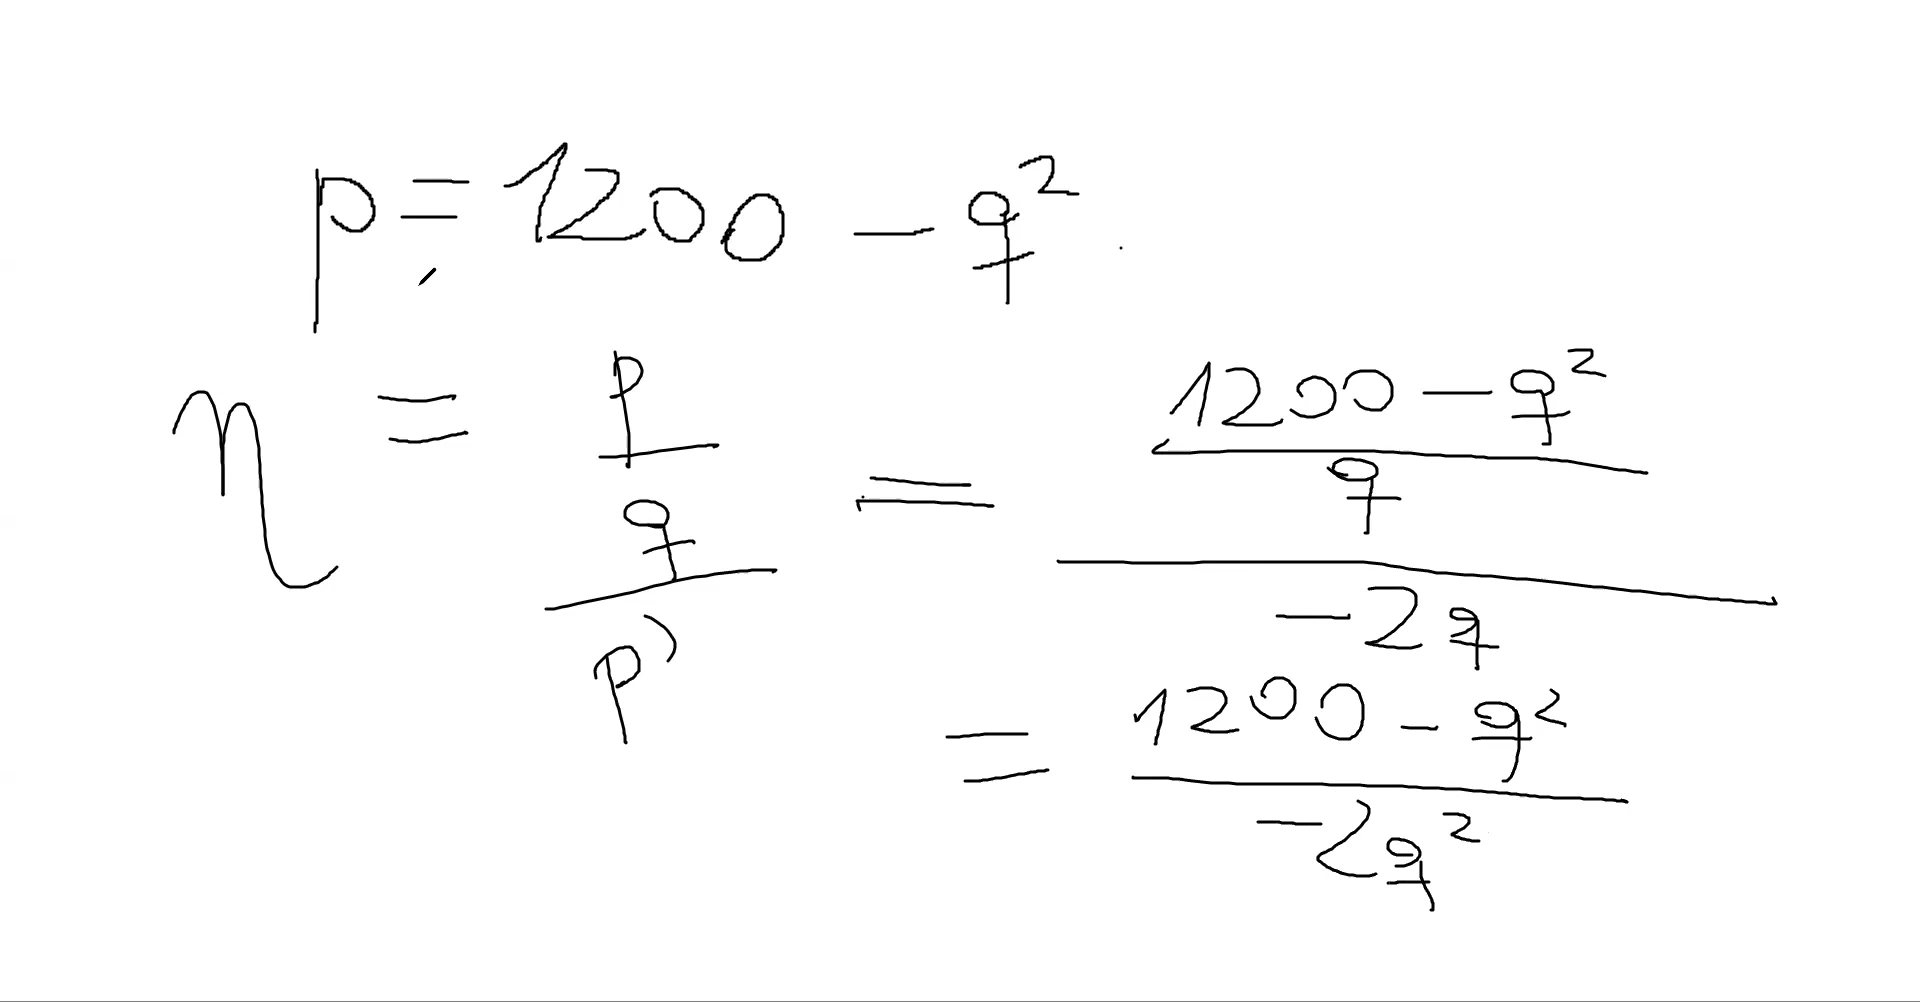 p = 1200 - q²
η = (p/q)/p' = ((1200 - q²)/q)/(-2q)
= (1200 - q²)/(-2q²)